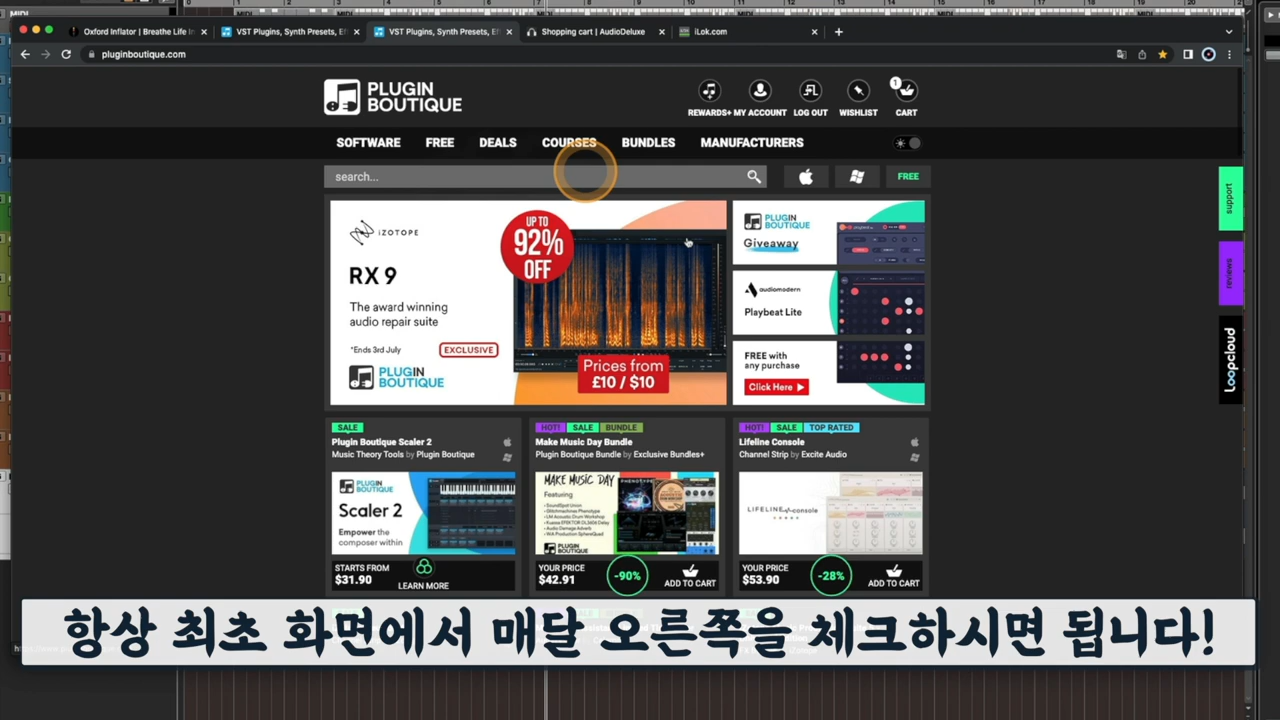 Oxford Inflator | Breathe Life In
VST Plugins, Synth Presets, Ef
VST Plugins, Synth Presets, Ef
Shopping cart | AudioDeluxe
iLok.com
pluginboutique.com
PLUGIN
BOUTIQUE
REWARDS+
MY ACCOUNT
LOG OUT
WISHLIST
1
CART
SOFTWARE
FREE
DEALS
COURSES
BUNDLES
MANUFACTURERS
search...
FREE
support
reviews
Loopcloud
iZOTOPE
UP TO
92%
OFF
RX 9
The award winning
audio repair suite
*Ends 3rd July
EXCLUSIVE
PLUGIN
BOUTIQUE
Prices from
£10 / $10
PLUGIN
BOUTIQUE
Giveaway
audiomodern
Playbeat Lite
FREE with
any purchase
Click Here
SALE
Plugin Boutique Scaler 2
Music Theory Tools by Plugin Boutique
PLUGIN
BOUTIQUE
Scaler 2
Empower the
composer within
STARTS FROM
$31.90
LEARN MORE
HOT!
SALE
BUNDLE
Make Music Day Bundle
Plugin Boutique Bundle by Exclusive Bundles+
MAKE MUSIC DAY
Featuring
PLUGIN
BOUTIQUE
YOUR PRICE
$42.91
-90%
ADD TO CART
HOT!
SALE
TOP RATED
Lifeline Console
Channel Strip by Excite Audio
LIFELINE console
YOUR PRICE
$53.90
-28%
ADD TO CART
항상 최초 화면에서 매달 오른쪽을 체크하시면 됩니다!